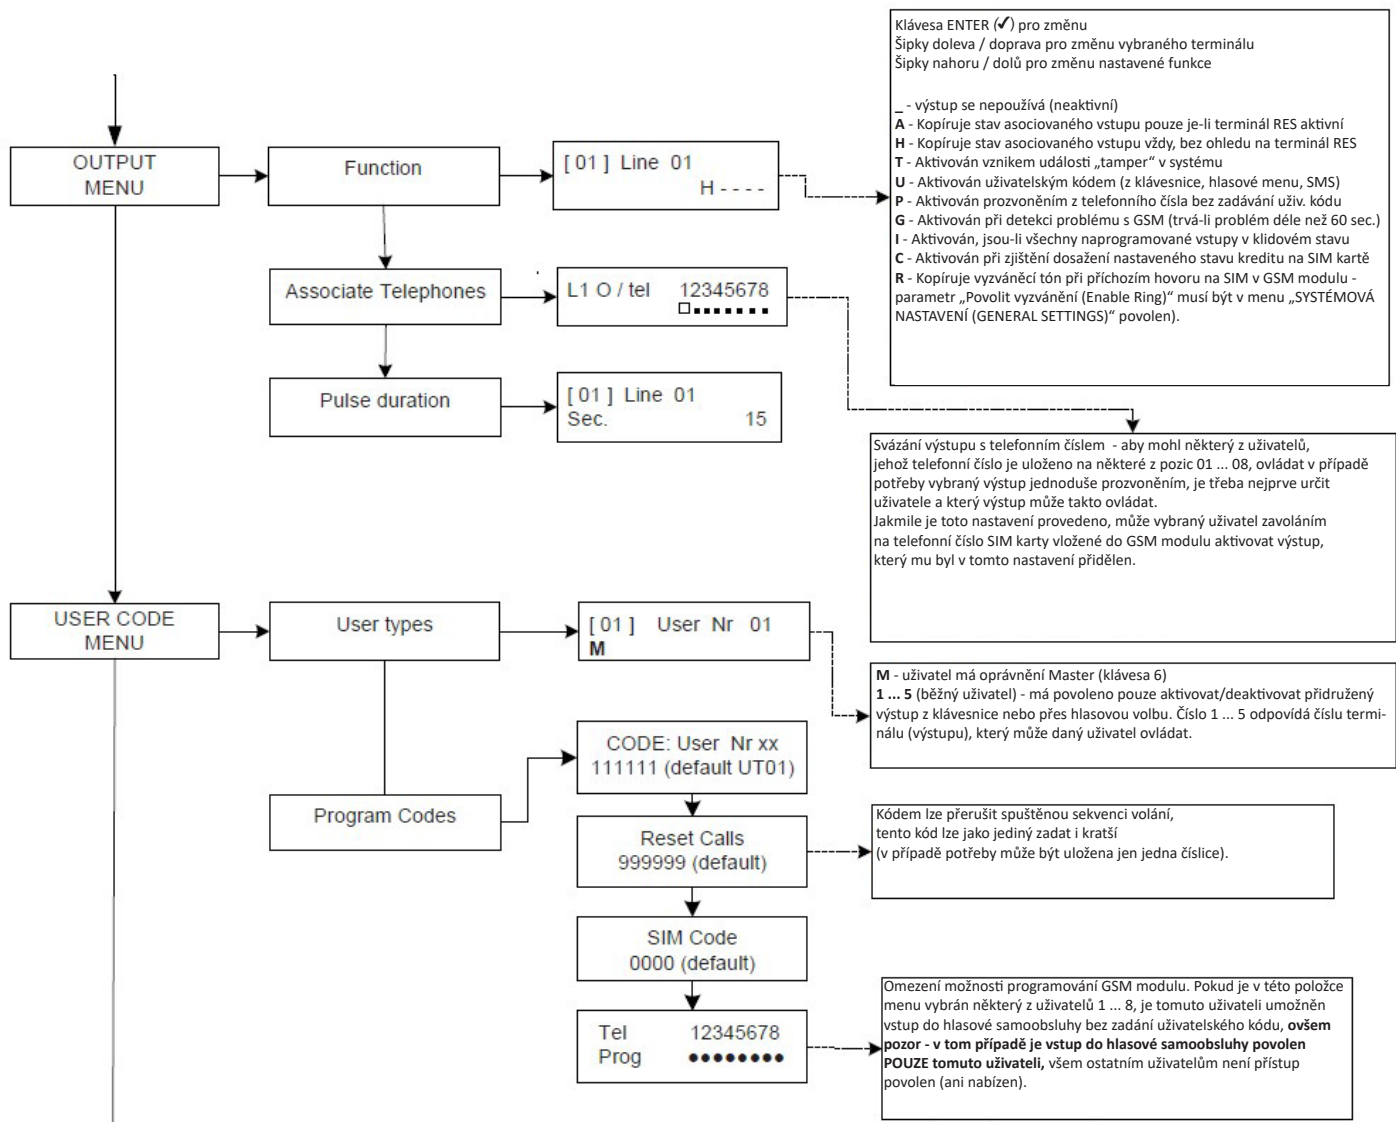 Klávesa ENTER (✓) pro změnu
Šipky doleva / doprava pro změnu vybraného terminálu
Šipky nahoru / dolů pro změnu nastavené funkce
_ - výstup se nepoužívá (neaktivní)
A - Kopíruje stav asociovaného vstupu pouze je-li terminál RES aktivní
H - Kopíruje stav asociovaného vstupu vždy, bez ohledu na terminál RES
T - Aktivován vznikem události „tamper“ v systému
U - Aktivován uživatelským kódem (z klávesnice, hlasové menu, SMS)
P - Aktivován prozvoněním z telefonního čísla bez zadávání uživ. kódu
G - Aktivován při detekci problému s GSM (trvá-li problém déle než 60 sec.)
I - Aktivován, jsou-li všechny naprogramované vstupy v klidovém stavu
C - Aktivován při zjištění dosažení nastaveného stavu kreditu na SIM kartě
R - Kopíruje vyzváněcí tón při příchozím hovoru na SIM v GSM modulu -
parametr „Povolit vyzvánění (Enable Ring)“ musí být v menu „SYSTÉMOVÁ
NASTAVENÍ (GENERAL SETTINGS)“ povolen).
OUTPUT
MENU
Function
[ 01 ] Line 01
H - - - -
Associate Telephones
L1 O / tel 12345678
Pulse duration
[ 01 ] Line 01
Sec. 15
Svázání výstupu s telefonním číslem - aby mohl některý z uživatelů,
jehož telefonní číslo je uloženo na některé z pozic 01 ... 08, ovládat v případě
potřeby vybraný výstup jednoduše prozvoněním, je třeba nejprve určit
uživatele a který výstup může takto ovládat.
Jakmile je toto nastavení provedeno, může vybraný uživatel zavoláním
na telefonní číslo SIM karty vložené do GSM modulu aktivovat výstup,
který mu byl v tomto nastavení přidělen.
USER CODE
MENU
User types
[ 01 ] User Nr 01
M
M - uživatel má oprávnění Master (klávesa 6)
1 ... 5 (běžný uživatel) - má povoleno pouze aktivovat/deaktivovat přidružený
výstup z klávesnice nebo přes hlasovou volbu. Číslo 1 ... 5 odpovídá číslu termi-
nálu (výstupu), který může daný uživatel ovládat.
Program Codes
CODE: User Nr xx
111111 (default UT01)
Reset Calls
999999 (default)
Kódem lze přerušit spuštěnou sekvenci volání,
tento kód lze jako jediný zadat i kratší
(v případě potřeby může být uložena jen jedna číslice).
SIM Code
0000 (default)
Tel 12345678
Prog ●●●●●●●●
Omezení možnosti programování GSM modulu. Pokud je v této položce
menu vybrán některý z uživatelů 1 ... 8, je tomuto uživateli umožněn
vstup do hlasové samoobsluhy bez zadání uživatelského kódu, ovšem
pozor - v tom případě je vstup do hlasové samoobsluhy povolen
POUZE tomuto uživateli, všem ostatním uživatelům není přístup
povolen (ani nabízen).